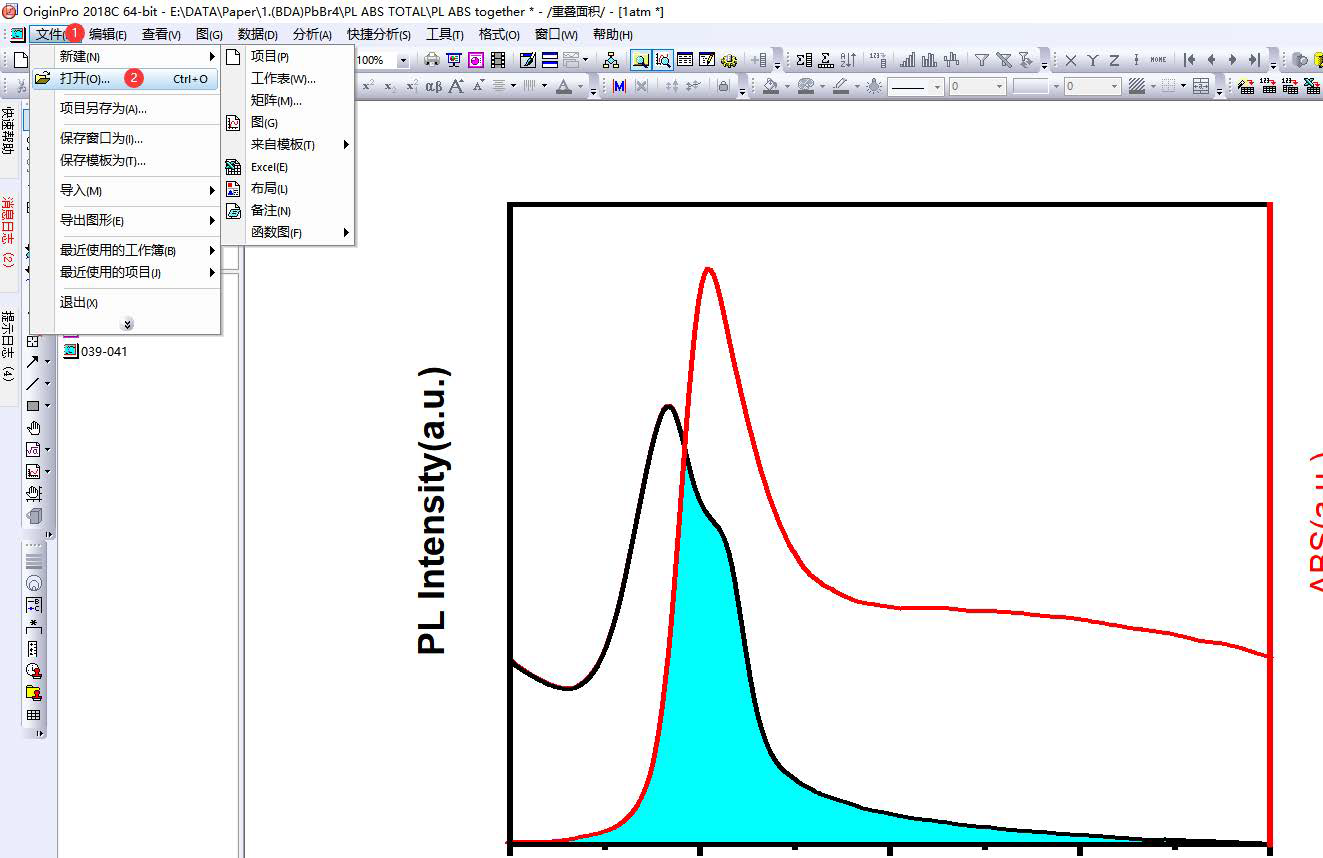 OriginPro 2018C 64-bit - E:\DATA\Paper\1.(BDA)PbBr4\PL ABS TOTAL\PL ABS together * - /重叠面积/ - [1atm *]
文件 1 编辑(E) 查看(V) 图(G) 数据(D) 分析(A) 快捷分析(S) 工具(T) 格式(O) 窗口(W) 帮助(H)
新建(N)
打开(O)... 2 Ctrl+O
项目另存为(A)...
保存窗口为(I)...
保存模板为(T)...
导入(M)
导出图形(E)
最近使用的工作簿(B)
最近使用的项目(J)
退出(X)
项目(P)
工作表(W)...
矩阵(M)...
图(G)
来自模板(T)
Excel(E)
布局(L)
备注(N)
函数图(F)
100%
X Y Z HOME
αβ A A A M 0 0
快速帮助
消息日志 (2)
提示日志 (4)
039-041
PL Intensity(a.u.)